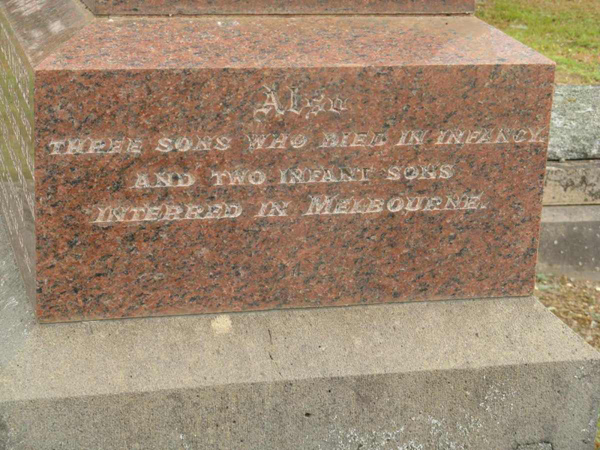 Also
THREE SONS WHO DIED IN INFANCY
AND TWO INFANT SONS
INTERRED IN MELBOURNE.